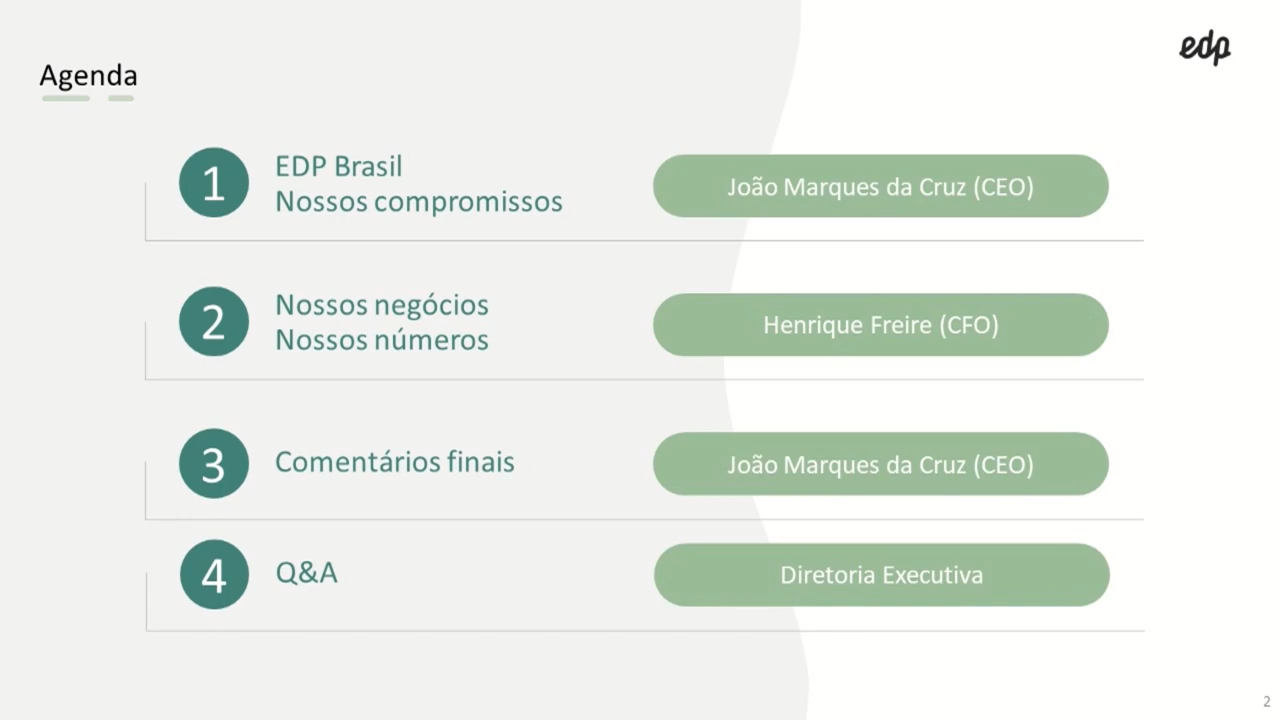 edp
Agenda
1
EDP Brasil
Nossos compromissos
João Marques da Cruz (CEO)
2
Nossos negócios
Nossos números
Henrique Freire (CFO)
3
Comentários finais
João Marques da Cruz (CEO)
4
Q&A
Diretoria Executiva
2